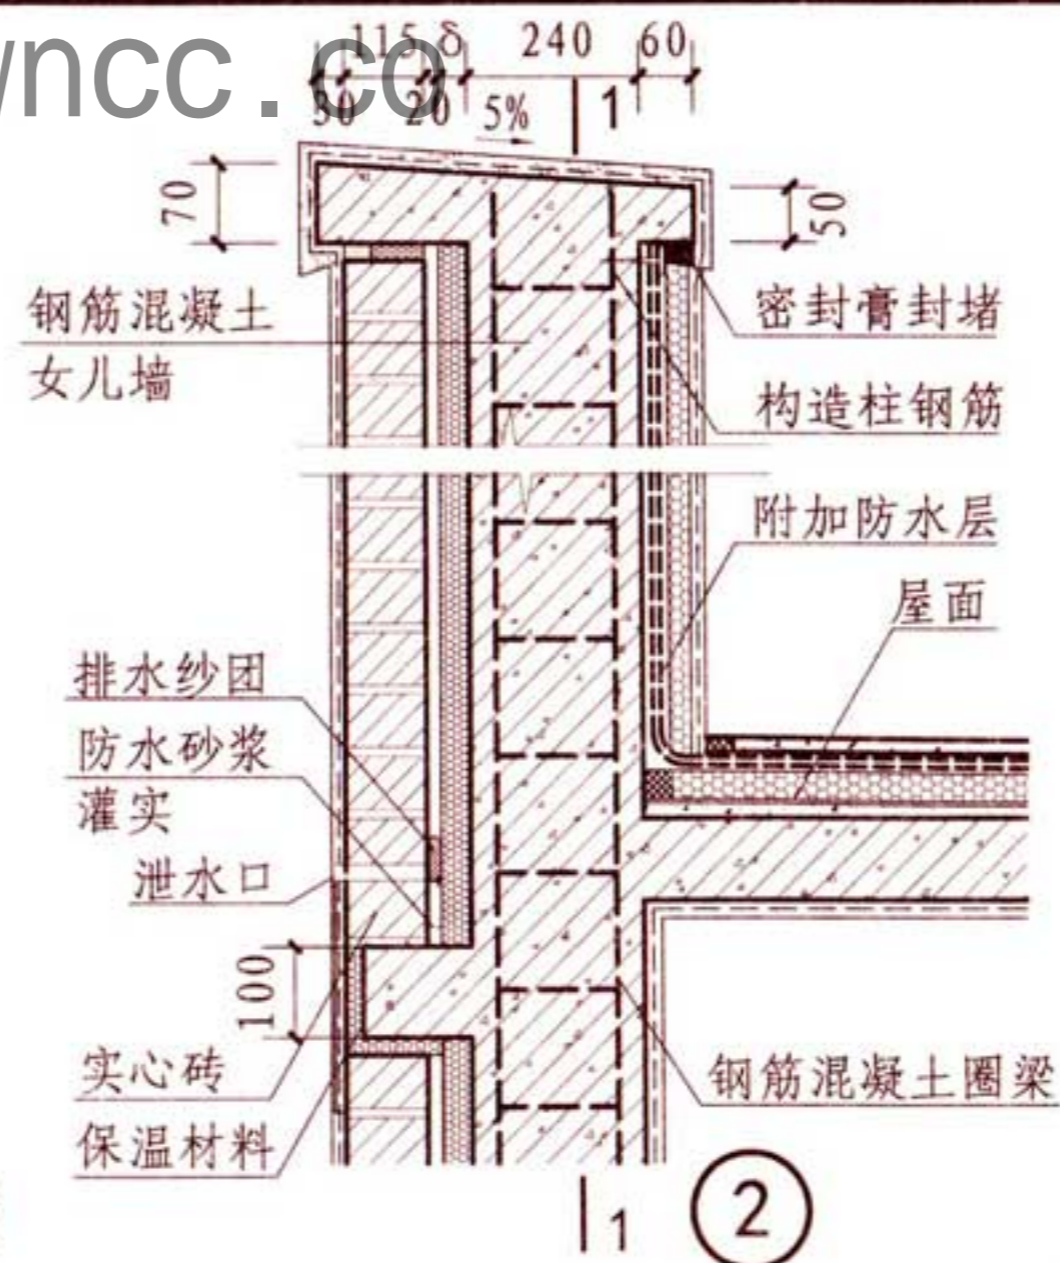 wncc.co
115 δ 240 60
30 20 5% 1
70
50
钢筋混凝土
女儿墙
密封膏封堵
构造柱钢筋
附加防水层
屋面
排水纱团
防水砂浆
灌实
泄水口
100
实心砖
保温材料
钢筋混凝土圈梁
2
1